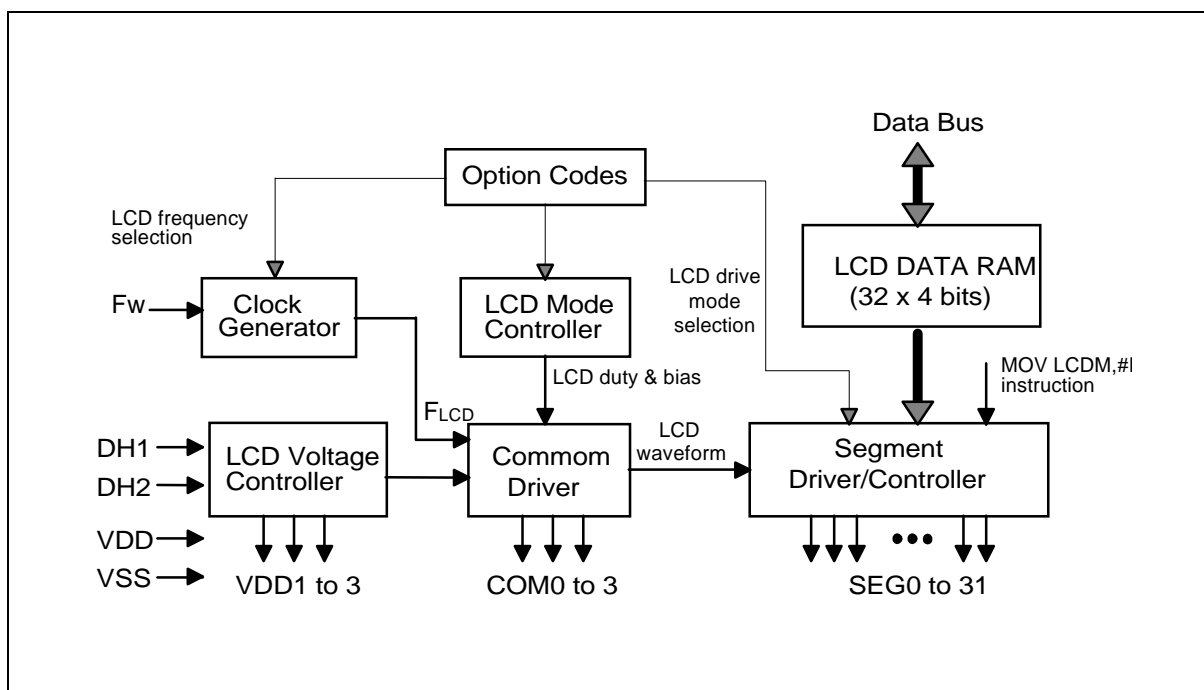 Data Bus
Option Codes
LCD frequency
selection
LCD DATA RAM
(32 x 4 bits)
LCD drive
mode
selection
Fw
Clock
Generator
LCD Mode
Controller
MOV LCDM,#I
instruction
LCD duty & bias
FLCD
LCD
waveform
DH1
DH2
LCD Voltage
Controller
Commom
Driver
Segment
Driver/Controller
VDD
VSS
VDD1 to 3
COM0 to 3
SEG0 to 31